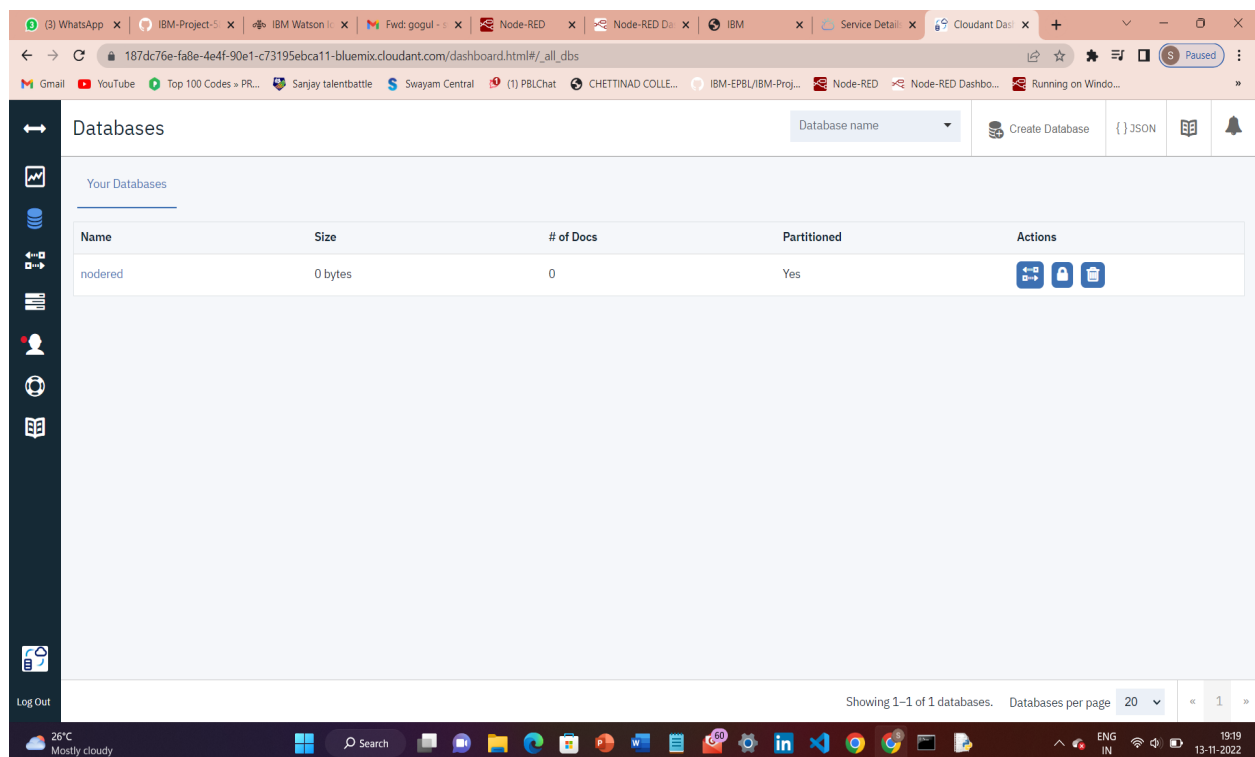 (3) WhatsApp
IBM-Project-5
IBM Watson Io
Fwd: gogul - s
Node-RED
Node-RED Da
IBM
Service Detail
Cloudant Das
187dc76e-fa8e-4e4f-90e1-c73195ebca11-bluemix.cloudant.com/dashboard.html#/_all_dbs
S Paused
Gmail
YouTube
Top 100 Codes » PR...
Sanjay talentbattle
Swayam Central
(1) PBLChat
CHETTINAD COLLE...
IBM-EPBL/IBM-Proj...
Node-RED
Node-RED Dashbo...
Running on Windo...
»
Databases
Database name
Create Database
{ } JSON
Your Databases
Name Size # of Docs Partitioned Actions
nodered 0 bytes 0 Yes
Log Out
Showing 1–1 of 1 databases. Databases per page 20 « 1 »
26°C
Mostly cloudy
Search
60
ENG
IN
19:19
13-11-2022